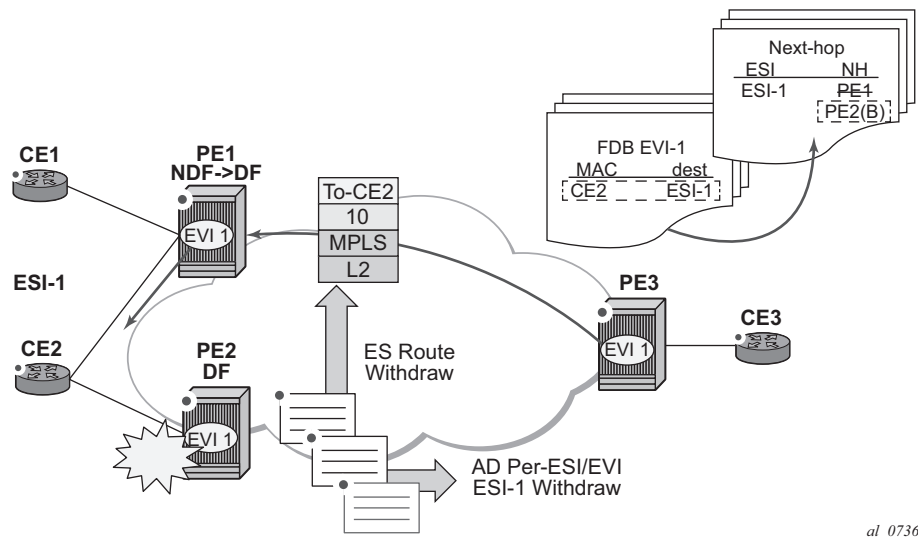 Next-hop
ESI NH
ESI-1 PE1
PE2(B)
FDB EVI-1
MAC dest
CE2 ESI-1
CE1
PE1
NDF->DF
EVI 1
To-CE2
10
MPLS
L2
ESI-1
PE3
EVI 1
CE3
CE2
PE2
DF
EVI 1
ES Route
Withdraw
AD Per-ESI/EVI
ESI-1 Withdraw
al_0736